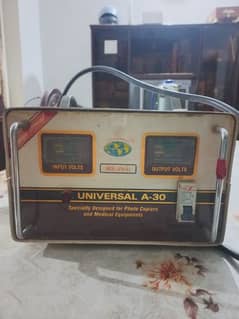 INPUT VOLTS
OUTPUT VOLTS
UNIVERSAL A-30
Specially Designed for Photo Copiers
and Medical Equipments